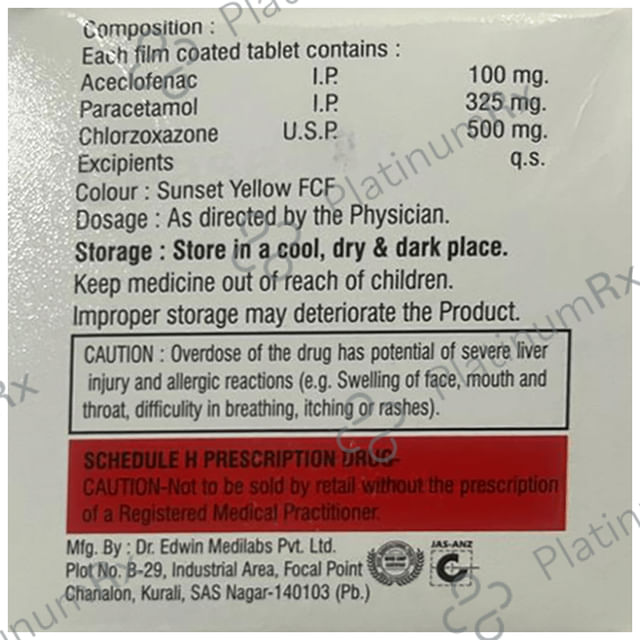 Composition :
Each film coated tablet contains :
Aceclofenac I.P. 100 mg.
Paracetamol I.P. 325 mg.
Chlorzoxazone U.S.P. 500 mg.
Excipients q.s.
Colour : Sunset Yellow FCF
Dosage : As directed by the Physician.
Storage : Store in a cool, dry & dark place.
Keep medicine out of reach of children.
Improper storage may deteriorate the Product.
CAUTION : Overdose of the drug has potential of severe liver
injury and allergic reactions (e.g. Swelling of face, mouth and
throat, difficulty in breathing, itching or rashes).
SCHEDULE H PRESCRIPTION DRUG-
CAUTION-Not to be sold by retail without the prescription
of a Registered Medical Practitioner.
Mfg. By : Dr. Edwin Medilabs Pvt. Ltd.
Plot No. B-29, Industrial Area, Focal Point
Chanalon, Kurali, SAS Nagar-140103 (Pb.)
JAS-ANZ
PlatinumRx